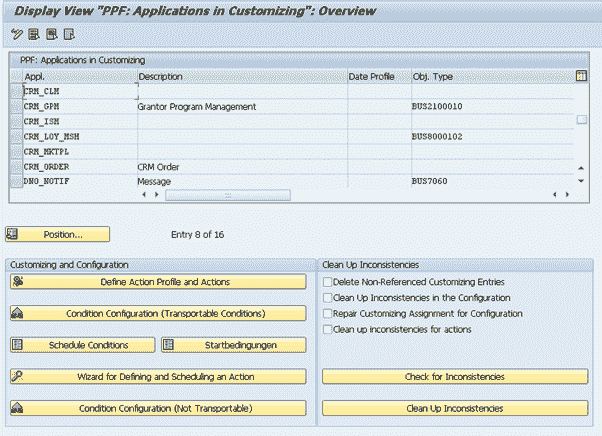 Display View "PPF: Applications in Customizing": Overview
PPF: Applications in Customizing
Appl. Description Date Profile Obj. Type
CRM_CLM
CRM_GPM Grantor Program Management BUS2100010
CRM_ISM
CRM_LOY_MSH BUS8000102
CRM_MKTPL
CRM_ORDER CRM Order
DNO_NOTIF Message BUS7060
Position... Entry 8 of 16
Customizing and Configuration
Define Action Profile and Actions
Condition Configuration (Transportable Conditions)
Schedule Conditions Startbedingungen
Wizard for Defining and Scheduling an Action
Condition Configuration (Not Transportable)
Clean Up Inconsistencies
Delete Non-Referenced Customizing Entries
Clean Up Inconsistencies in the Configuration
Repair Customizing Assignment for Configuration
Clean up inconsistencies for actions
Check for Inconsistencies
Clean Up Inconsistencies